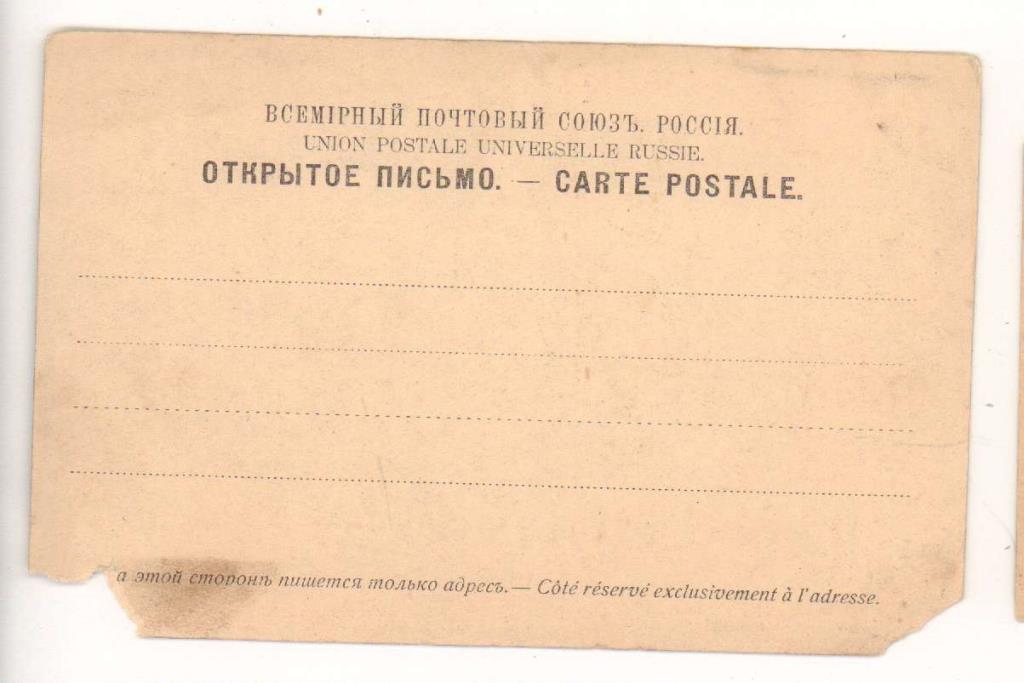 ВСЕМІРНЫЙ ПОЧТОВЫЙ СОЮЗЪ. РОССІЯ.
UNION POSTALE UNIVERSELLE RUSSIE.
ОТКРЫТОЕ ПИСЬМО. — CARTE POSTALE.
а этой сторонѣ пишется только адресъ. — Côté réservé exclusivement à l'adresse.